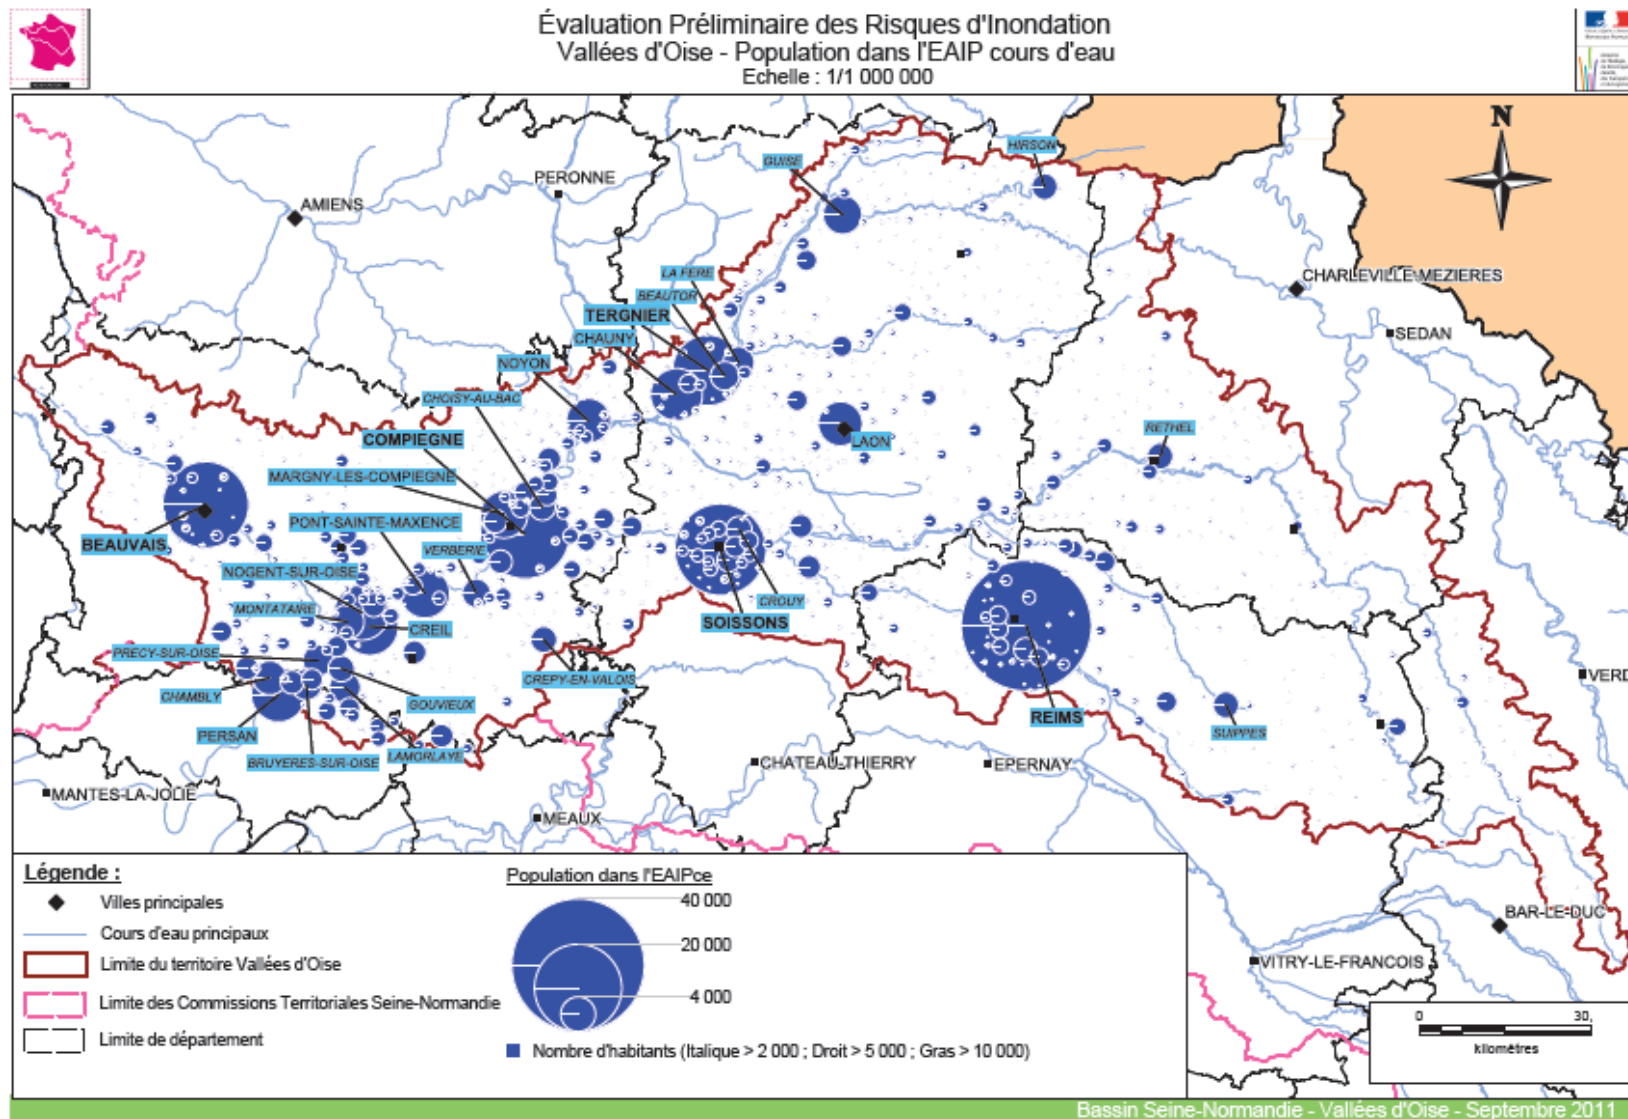 Évaluation Préliminaire des Risques d'Inondation
Vallées d'Oise - Population dans l'EAIP cours d'eau
Echelle : 1/1 000 000
N
HIRSON
GUISE
PERONNE
AMIENS
CHARLEVILLE-MEZIERES
LA FERE
BEAUTOR
TERGNIER
SEDAN
CHAUNY
NOYON
CHOISY-AU-BAC
RETHEL
COMPIEGNE
LAON
MARGNY-LES-COMPIEGNE
PONT-SAINTE-MAXENCE
BEAUVAIS
VERBERIE
NOGENT-SUR-OISE
CROUY
MONTATAIRE
SOISSONS
CREIL
PRECY-SUR-OISE
CREPY-EN-VALOIS
VERD
CHAMBLY
GOUVIEUX
REIMS
SUIPPES
PERSAN
LAMORLAYE
BRUYERES-SUR-OISE
CHATEAU-THIERRY
EPERNAY
MANTES-LA-JOLIE
MEAUX
BAR-LE-DUC
VITRY-LE-FRANCOIS
Légende :
Villes principales
Cours d'eau principaux
Limite du territoire Vallées d'Oise
Limite des Commissions Territoriales Seine-Normandie
Limite de département
Population dans l'EAIPce
40 000
20 000
4 000
Nombre d'habitants (Italique > 2 000 ; Droit > 5 000 ; Gras > 10 000)
0 30,
kilomètres
Bassin Seine-Normandie - Vallées d'Oise - Septembre 2011